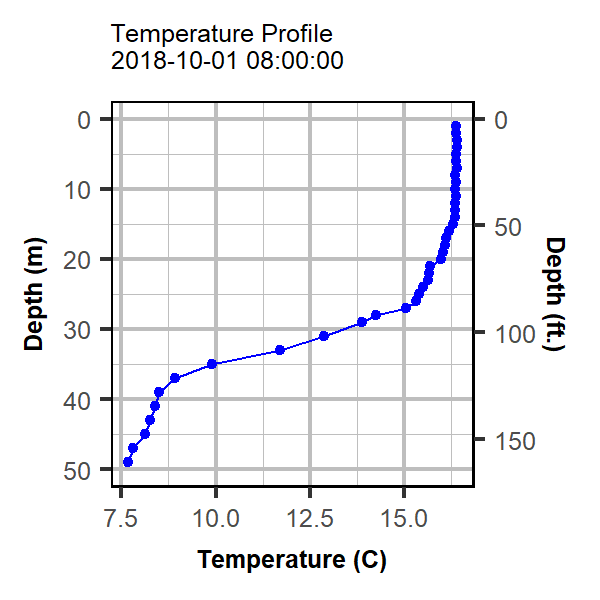 Temperature Profile
2018-10-01 08:00:00
0
10
20
30
40
50
Depth (m)
0
50
100
150
Depth (ft.)
7.5 10.0 12.5 15.0
Temperature (C)